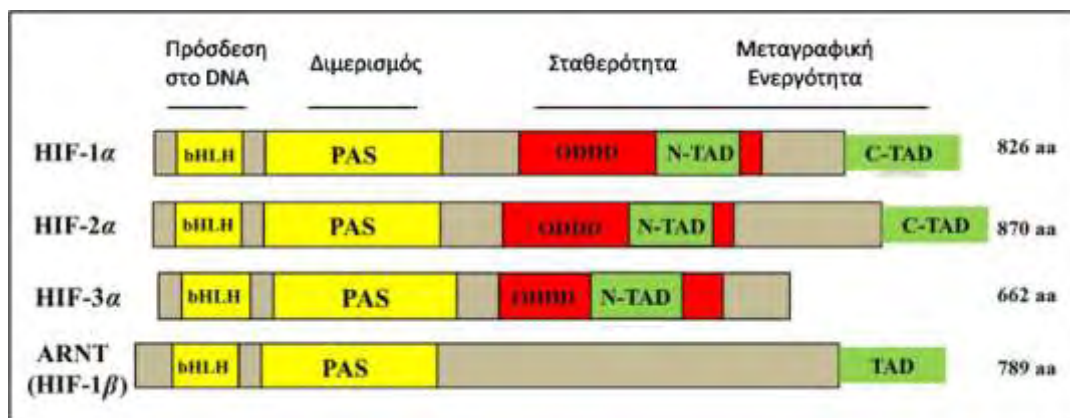 Πρόσδεση
στο DNA
Διμερισμός
Σταθερότητα
Μεταγραφική
Ενεργότητα
HIF-1α bHLH PAS ODDD N-TAD C-TAD 826 aa
HIF-2α bHLH PAS ODDD N-TAD C-TAD 870 aa
HIF-3α bHLH PAS ODDD N-TAD 662 aa
ARNT
(HIF-1β) bHLH PAS TAD 789 aa